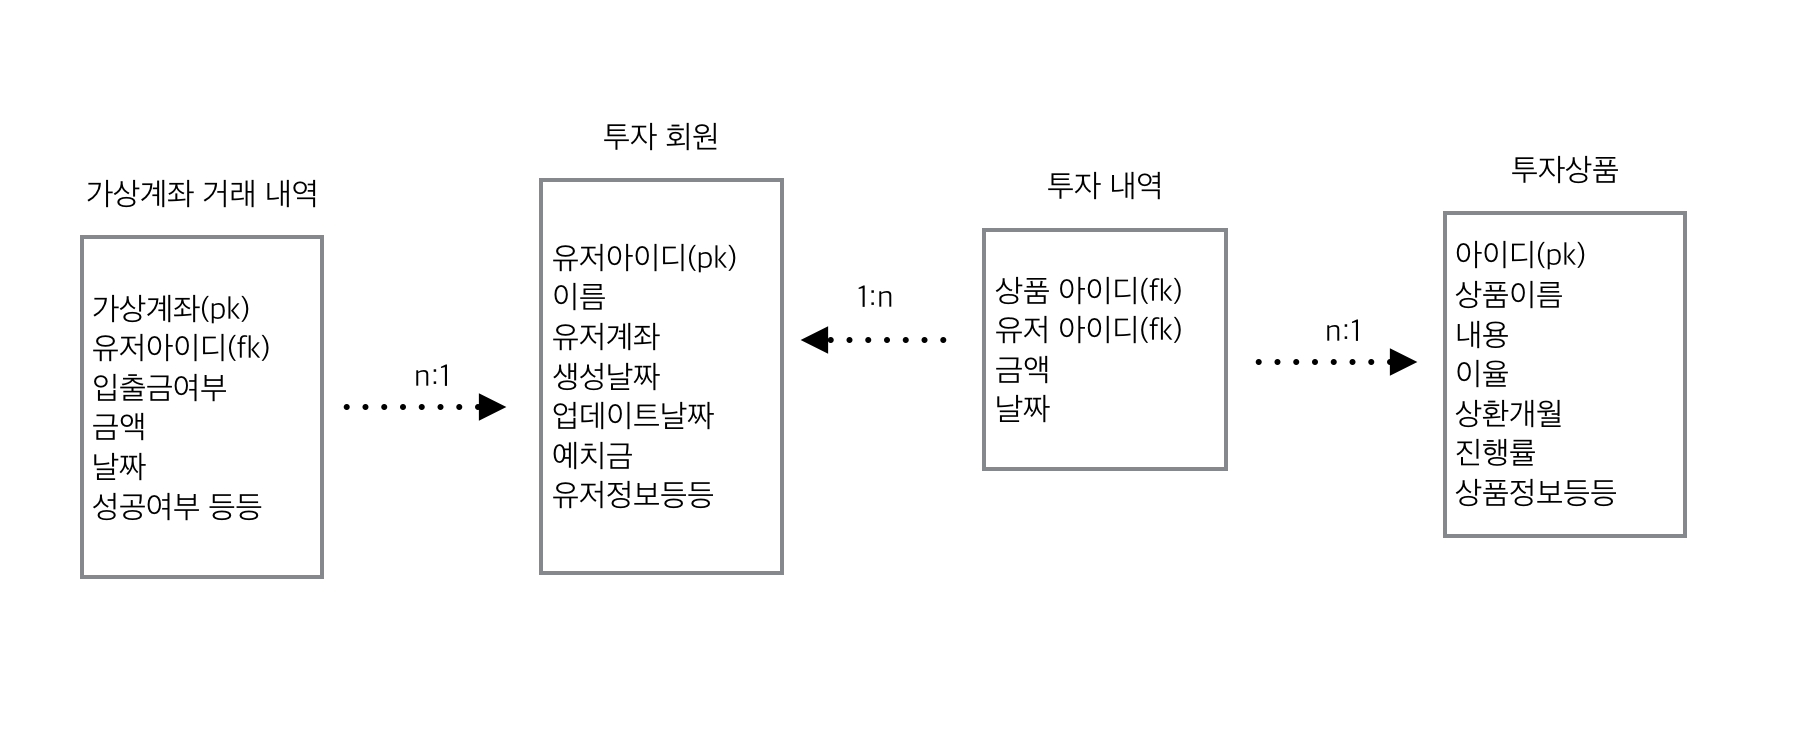 가상계좌 거래 내역
가상계좌(pk)
유저아이디(fk)
입출금여부
금액
날짜
성공여부 등등
n:1
투자 회원
유저아이디(pk)
이름
유저계좌
생성날짜
업데이트날짜
예치금
유저정보등등
1:n
투자 내역
상품 아이디(fk)
유저 아이디(fk)
금액
날짜
n:1
투자상품
아이디(pk)
상품이름
내용
이율
상환개월
진행률
상품정보등등